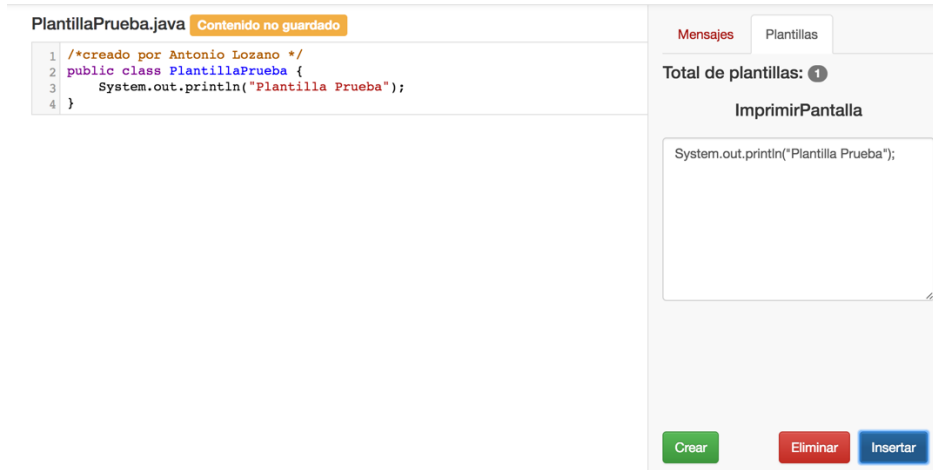 PlantillaPrueba.java Contenido no guardado
1 /*creado por Antonio Lozano */
2 public class PlantillaPrueba {
3     System.out.println("Plantilla Prueba");
4 }
Mensajes Plantillas
Total de plantillas: 1
ImprimirPantalla
System.out.println("Plantilla Prueba");
Crear Eliminar Insertar